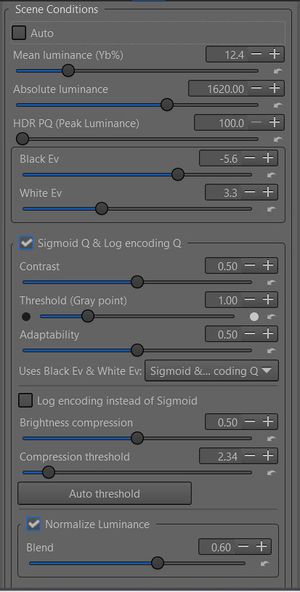 Scene Conditions
Auto
Mean luminance (Yb%) 12.4
Absolute luminance 1620.00
HDR PQ (Peak Luminance) 100.0
Black Ev -5.6
White Ev 3.3
Sigmoid Q & Log encoding Q
Contrast 0.50
Threshold (Gray point) 1.00
Adaptability 0.50
Uses Black Ev & White Ev: Sigmoid &... coding Q
Log encoding instead of Sigmoid
Brightness compression 0.50
Compression threshold 2.34
Auto threshold
Normalize Luminance
Blend 0.60